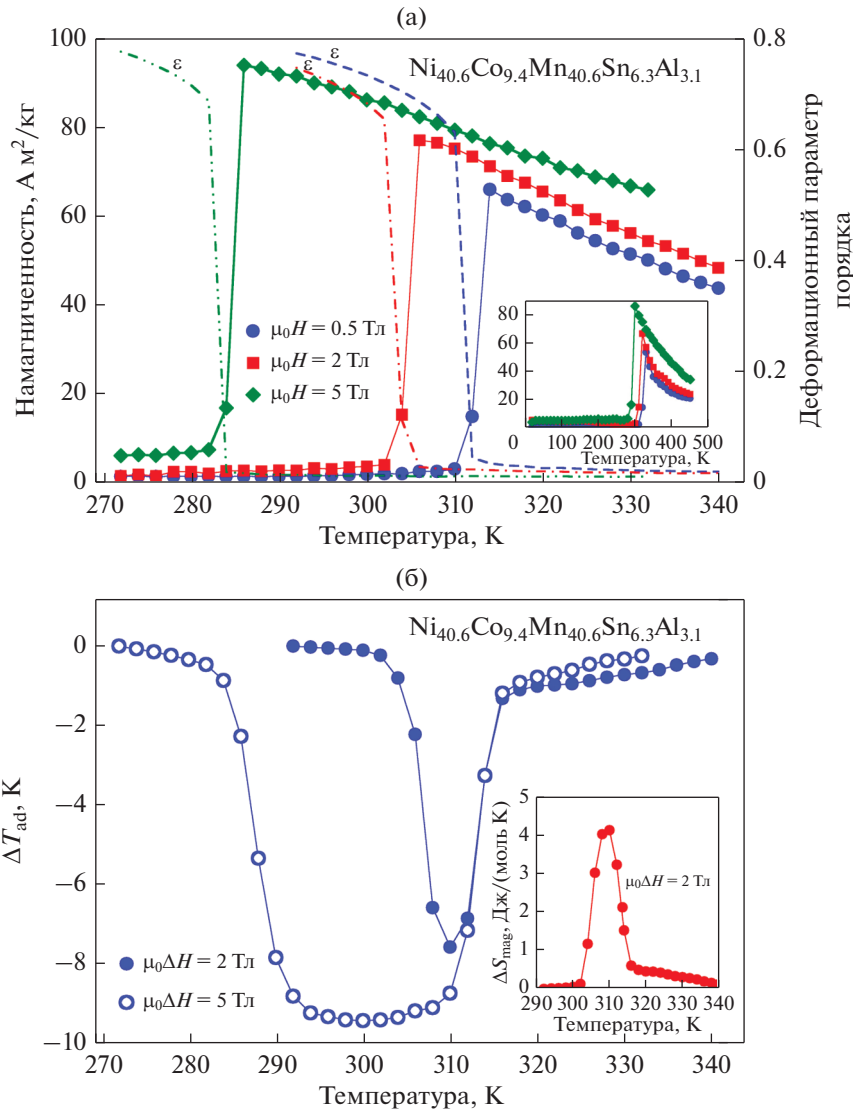 (а)
Ni40.6Co9.4Mn40.6Sn6.3Al3.1
ε
ε
ε
100
80
60
40
20
0
Намагниченность, А м²/кг
0.8
0.6
0.4
0.2
0
Деформационный параметр
порядка
μ0H = 0.5 Тл
μ0H = 2 Тл
μ0H = 5 Тл
80
60
40
20
0
100
200
300
400
500
Температура, K
270 280 290 300 310 320 330 340
Температура, K
(б)
Ni40.6Co9.4Mn40.6Sn6.3Al3.1
0
−2
−4
−6
−8
−10
ΔTad, K
μ0ΔH = 2 Тл
μ0ΔH = 5 Тл
5
4
3
2
1
0
ΔSmag, Дж/(моль K)
μ0ΔH = 2 Тл
290 300 310 320 330 340
Температура, K
270 280 290 300 310 320 330 340
Температура, K